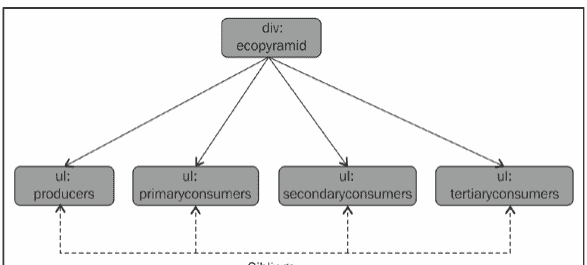 div:
ecopyramid
ul:
producers
ul:
primaryconsumers
ul:
secondaryconsumers
ul:
tertiaryconsumers